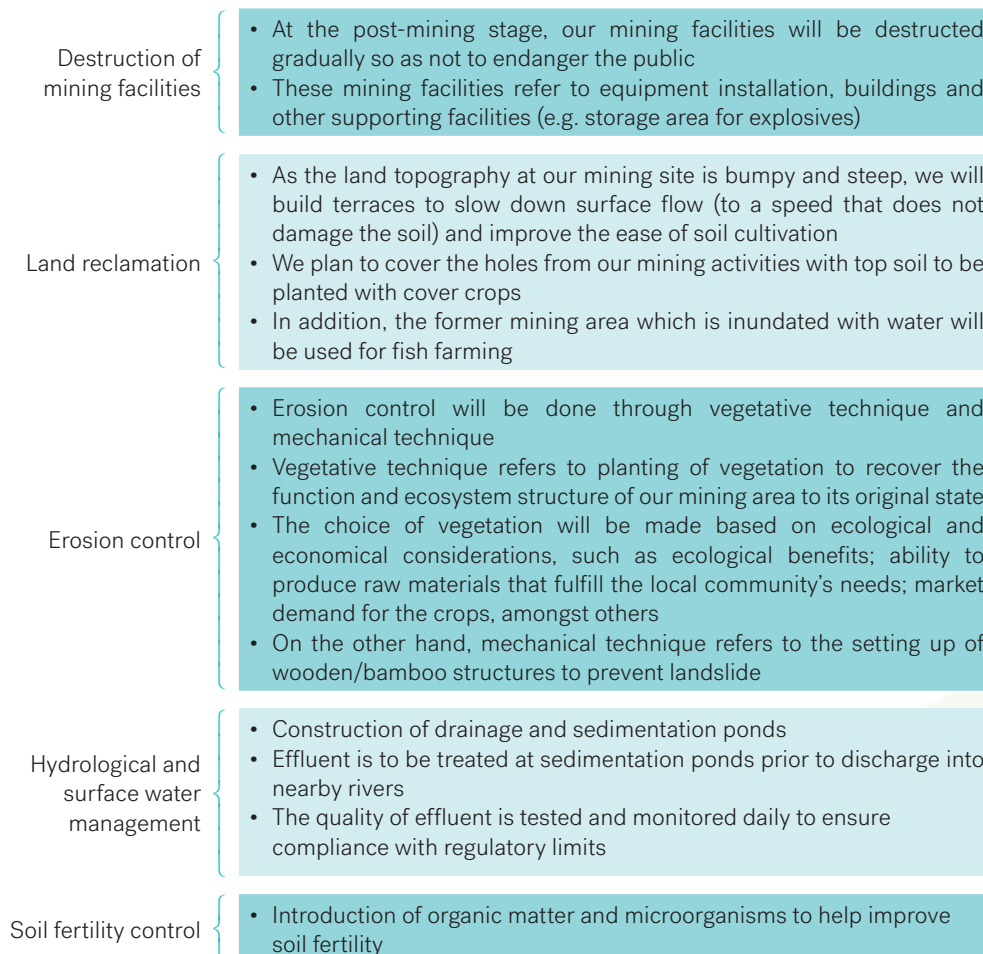 Destruction of
mining facilities
• At the post-mining stage, our mining facilities will be destructed
gradually so as not to endanger the public
• These mining facilities refer to equipment installation, buildings and
other supporting facilities (e.g. storage area for explosives)
Land reclamation
• As the land topography at our mining site is bumpy and steep, we will
build terraces to slow down surface flow (to a speed that does not
damage the soil) and improve the ease of soil cultivation
• We plan to cover the holes from our mining activities with top soil to be
planted with cover crops
• In addition, the former mining area which is inundated with water will
be used for fish farming
Erosion control
• Erosion control will be done through vegetative technique and
mechanical technique
• Vegetative technique refers to planting of vegetation to recover the
function and ecosystem structure of our mining area to its original state
• The choice of vegetation will be made based on ecological and
economical considerations, such as ecological benefits; ability to
produce raw materials that fulfill the local community's needs; market
demand for the crops, amongst others
• On the other hand, mechanical technique refers to the setting up of
wooden/bamboo structures to prevent landslide
Hydrological and
surface water
management
• Construction of drainage and sedimentation ponds
• Effluent is to be treated at sedimentation ponds prior to discharge into
nearby rivers
• The quality of effluent is tested and monitored daily to ensure
compliance with regulatory limits
Soil fertility control
• Introduction of organic matter and microorganisms to help improve
soil fertility